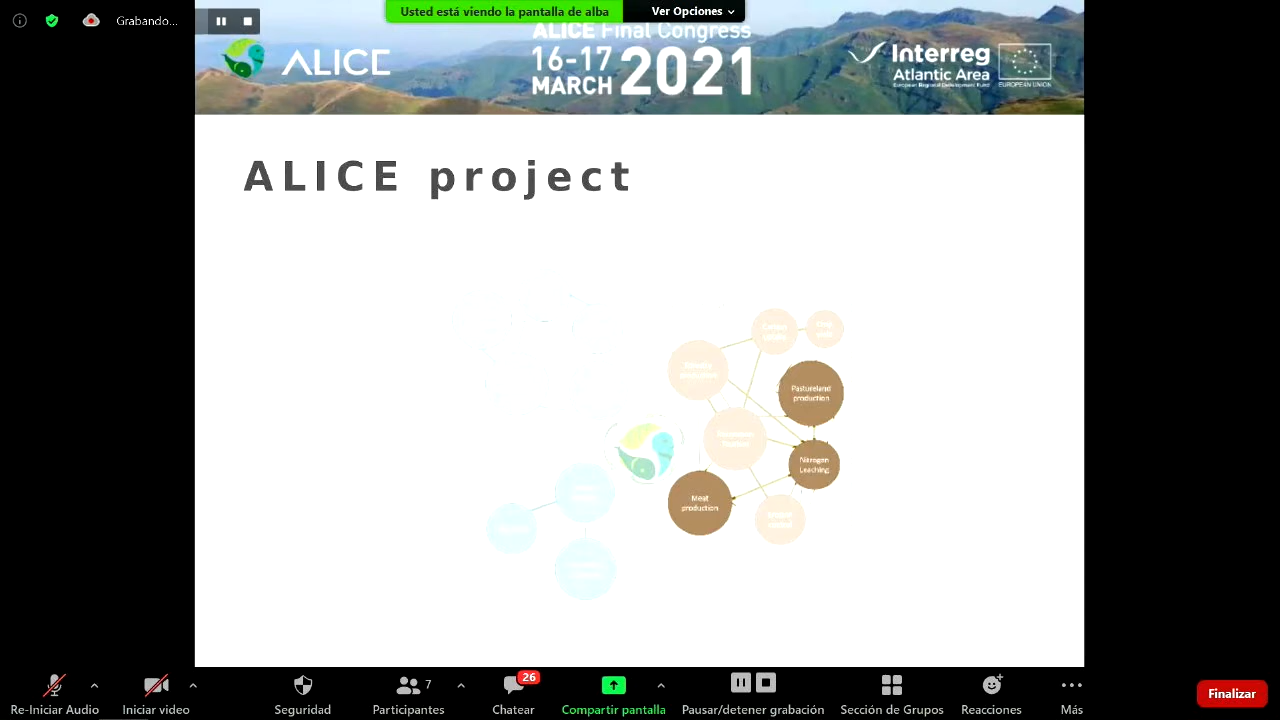 Grabando...
Usted está viendo la pantalla de alba
Ver Opciones
ALICE
ALICE Final Congress
16-17
MARCH 2021
Interreg
Atlantic Area
European Regional Development Fund
EUROPEAN UNION
ALICE project
Pastureland
production
Nitrogen
Leaching
Meat
production
26
7
Re-Iniciar Audio
Iniciar video
Seguridad
Participantes
Chatear
Compartir pantalla
Pausar/detener grabación
Sección de Grupos
Reacciones
Más
Finalizar